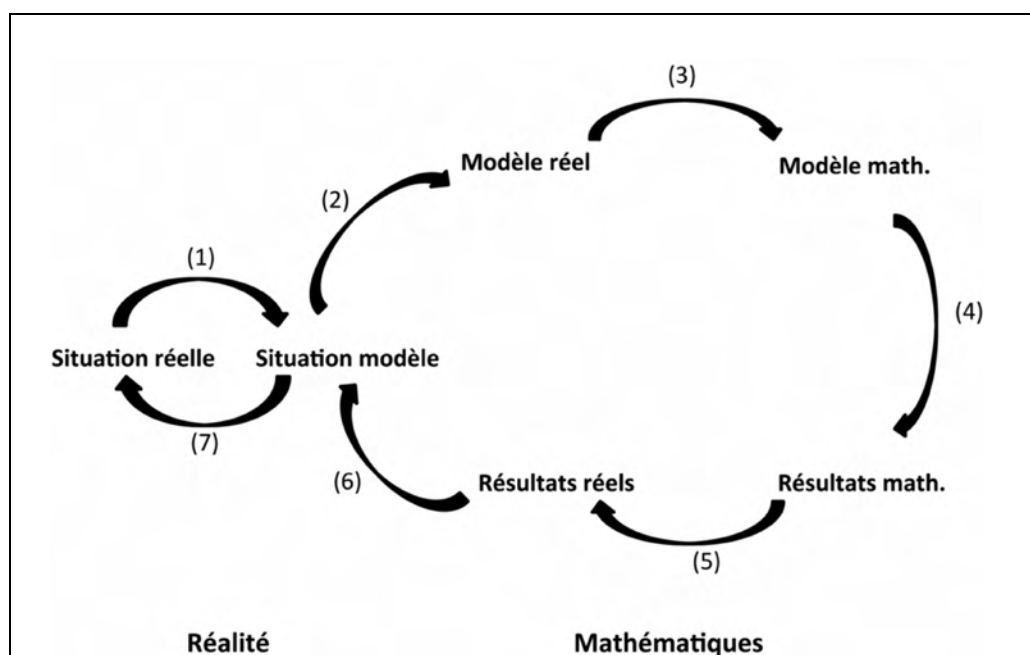 (3)
Modèle réel
Modèle math.
(2)
(1)
(4)
Situation réelle
Situation modèle
(7)
(6)
Résultats réels
Résultats math.
(5)
Réalité
Mathématiques